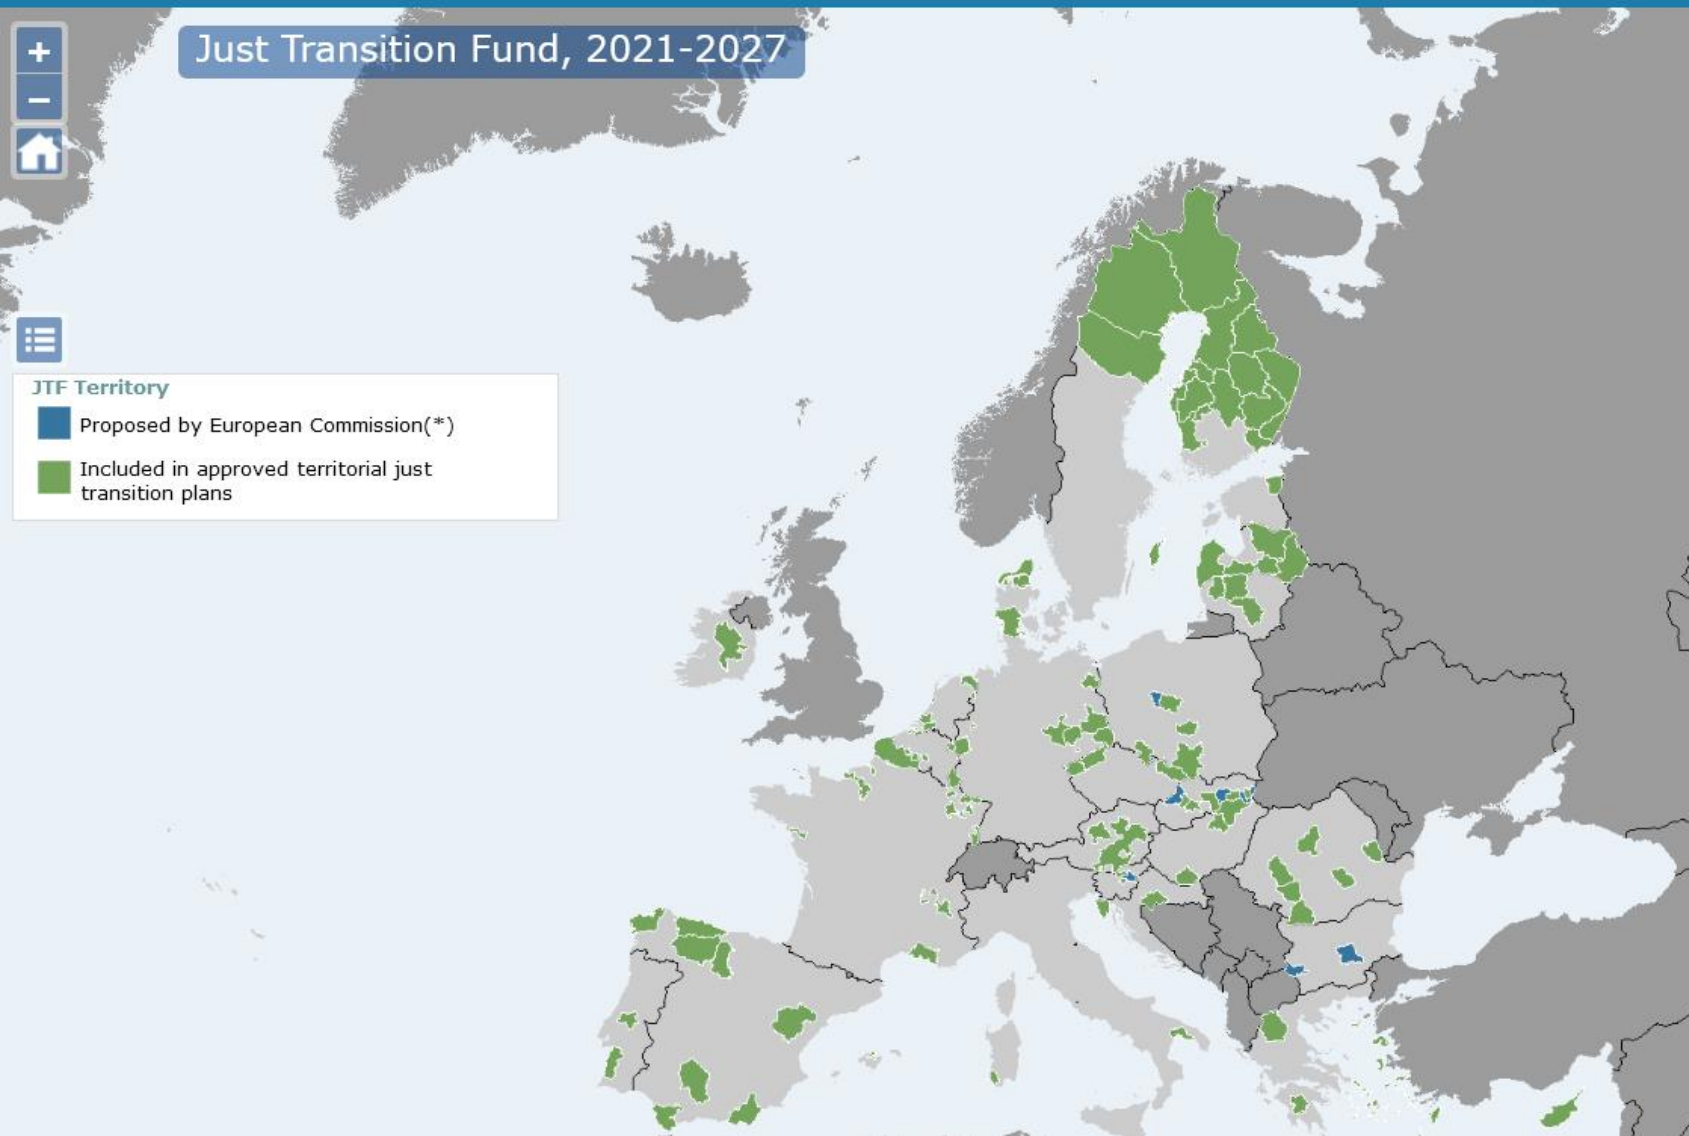 Just Transition Fund, 2021-2027
JTF Territory
Proposed by European Commission(*)
Included in approved territorial just
transition plans